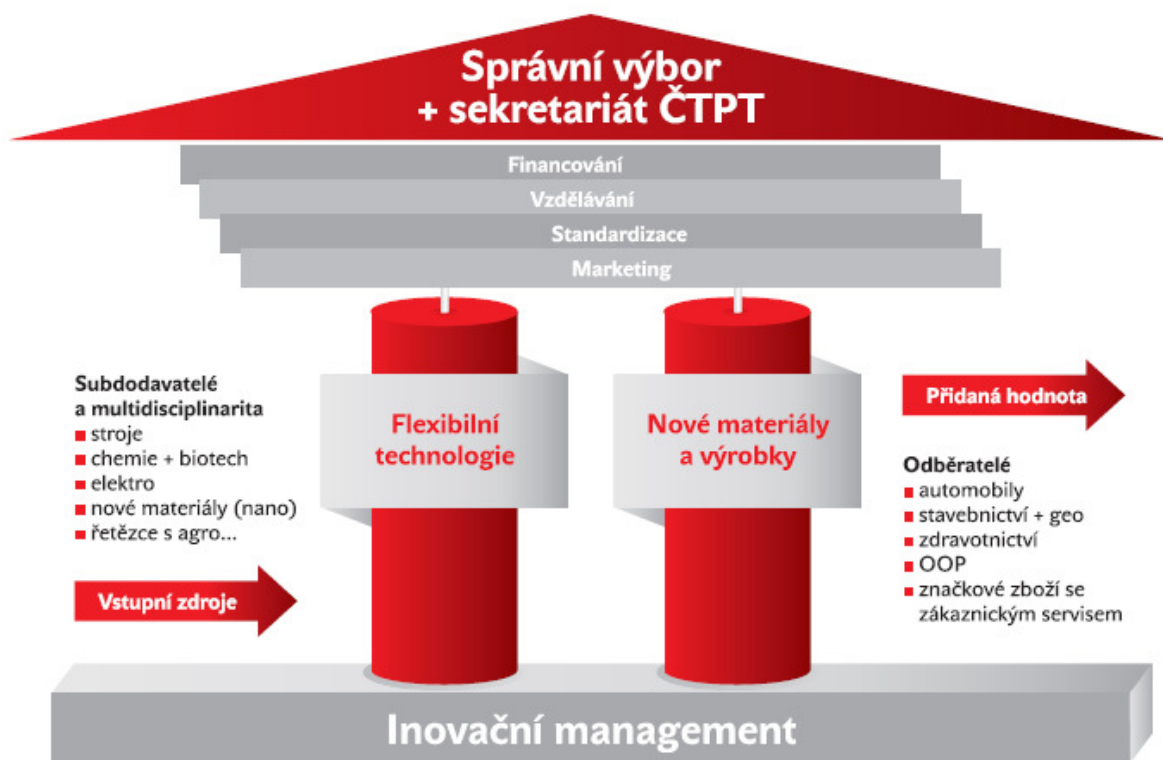 Správní výbor
+ sekretariát ČTPT
Financování
Vzdělávání
Standardizace
Marketing
Subdodavatelé
a multidisciplinarita
stroje
chemie + biotech
elektro
nové materiály (nano)
řetězce s agro...
Vstupní zdroje
Flexibilní
technologie
Nové materiály
a výrobky
Přidaná hodnota
Odběratelé
automobily
stavebnictví + geo
zdravotnictví
OOP
značkové zboží se
zákaznickým servisem
Inovační management